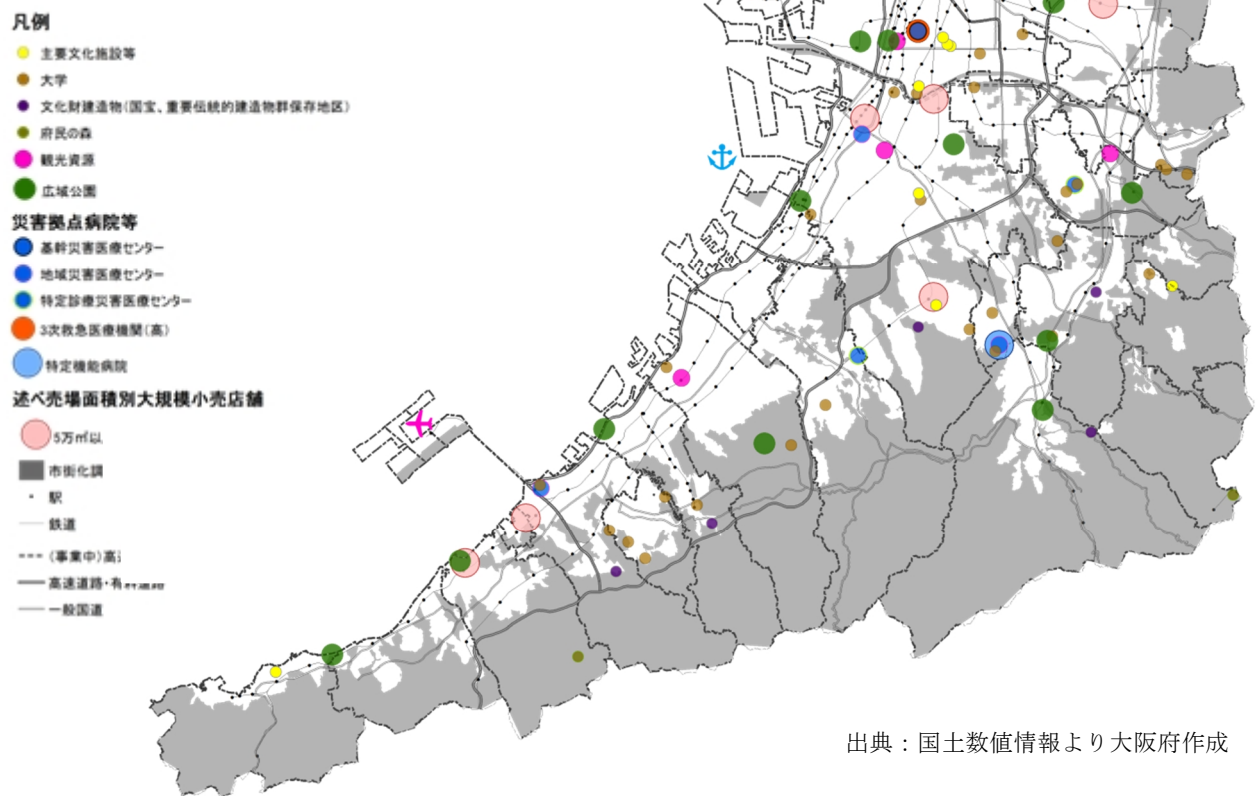 凡例
主要文化施設等
大学
文化財建造物(国宝、重要伝統的建造物群保存地区)
府民の森
観光資源
広域公園
災害拠点病院等
基幹災害医療センター
地域災害医療センター
特定診療災害医療センター
3次救急医療機関(高)
特定機能病院
述べ売場面積別大規模小売店舗
5万㎡以
市街化調
駅
鉄道
(事業中)高
高速道路・有料道路
一般国道
出典：国土数値情報より大阪府作成